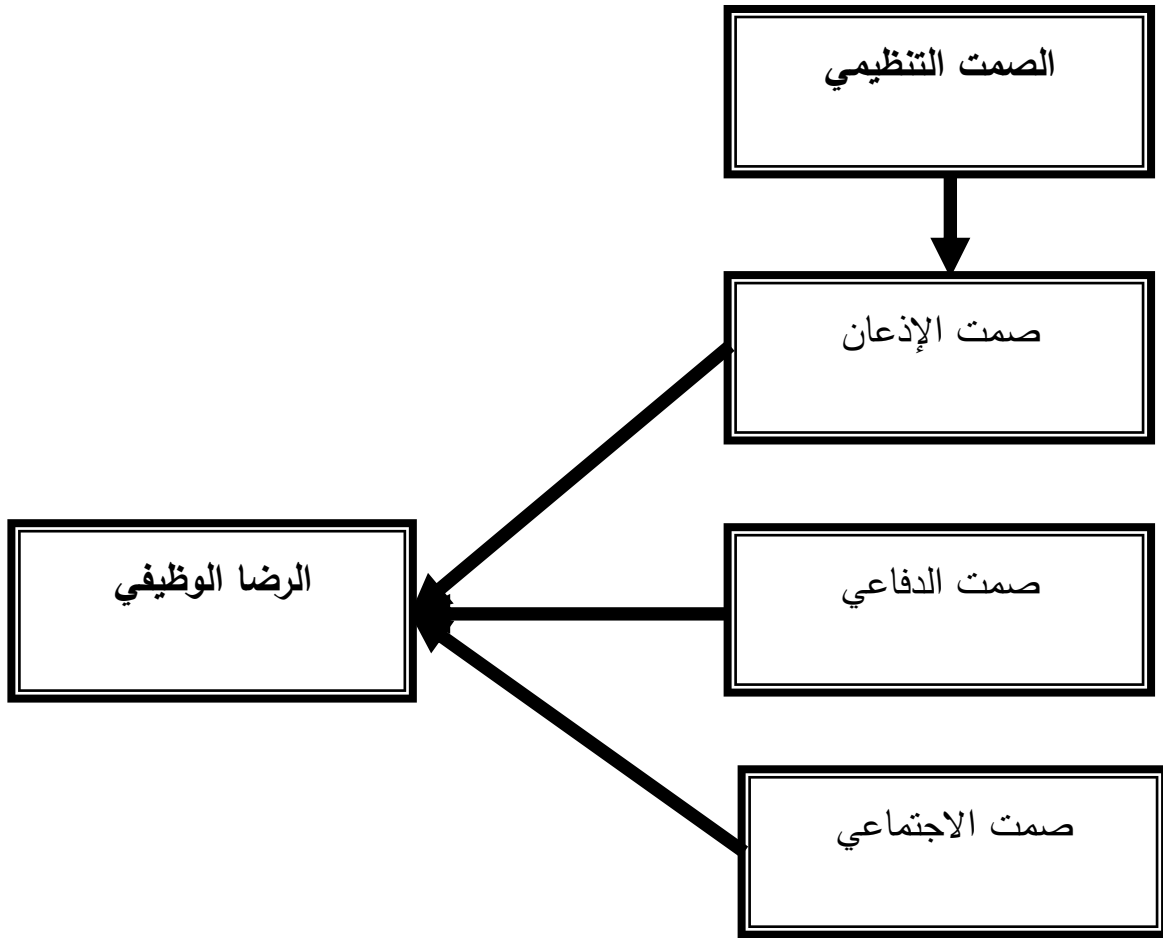 الصمت التنظيمي
صمت الإذعان
الرضا الوظيفي
صمت الدفاعي
صمت الاجتماعي